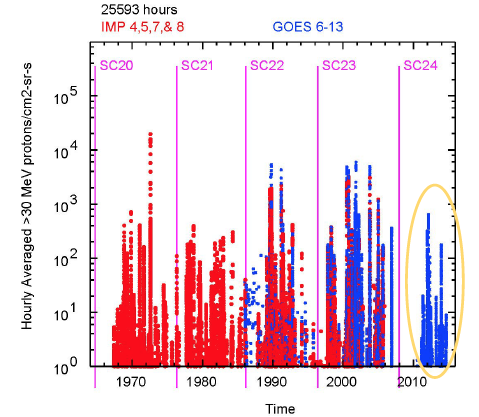 25593 hours
IMP 4,5,7,& 8 GOES 6-13
SC20 SC21 SC22 SC23 SC24
Hourly Averaged >30 MeV protons/cm2-sr-s
10^5
10^4
10^3
10^2
10^1
10^0
1970 1980 1990 2000 2010
Time